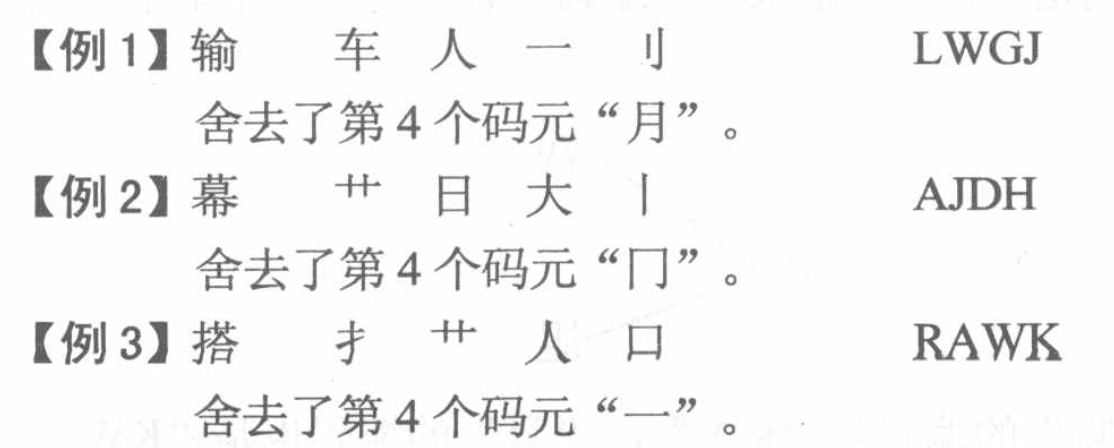 【例1】输 车 人 一 刂 LWGJ
舍去了第4个码元“月”。
【例2】幕 艹 日 大 丨 AJDH
舍去了第4个码元“冂”。
【例3】搭 扌 艹 人 口 RAWK
舍去了第4个码元“一”。